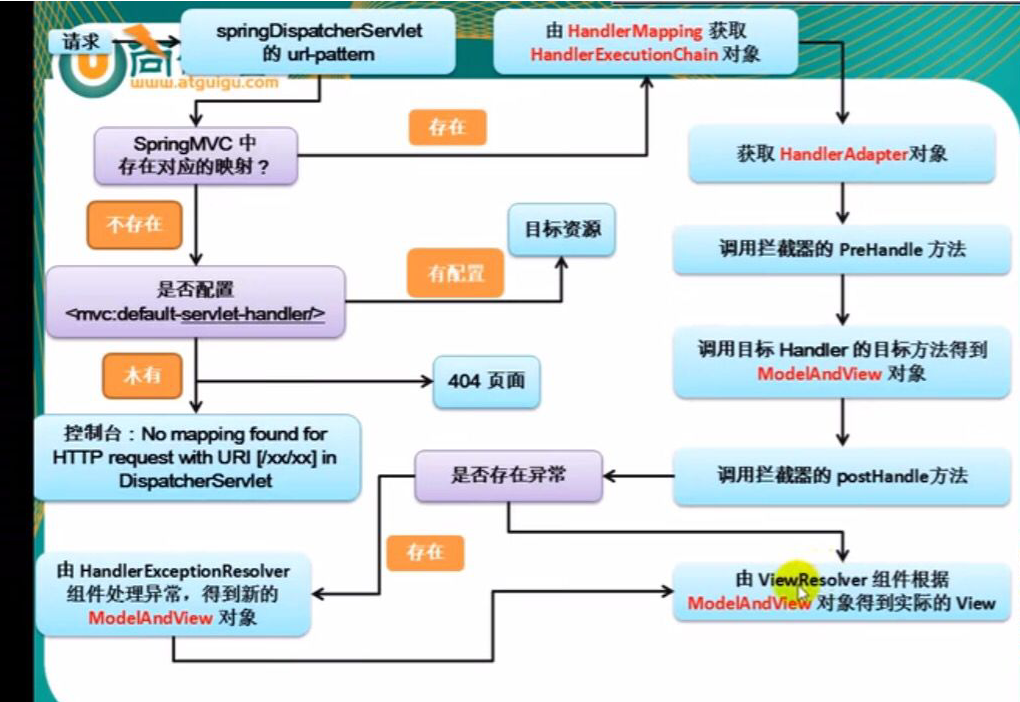 请求
springDispatcherServlet
的 url-pattern
由 HandlerMapping 获取
HandlerExecutionChain 对象
www.atguigu.com
存在
SpringMVC 中
存在对应的映射？
获取 HandlerAdapter对象
不存在
目标资源
调用拦截器的 PreHandle 方法
有配置
是否配置
<mvc:default-servlet-handler/>
调用目标 Handler 的目标方法得到
ModelAndView 对象
木有
404 页面
控制台：No mapping found for
HTTP request with URI [/xx/xx] in
DispatcherServlet
是否存在异常
调用拦截器的 postHandle方法
存在
由 HandlerExceptionResolver
组件处理异常，得到新的
ModelAndView 对象
由 ViewResolver 组件根据
ModelAndView 对象得到实际的 View